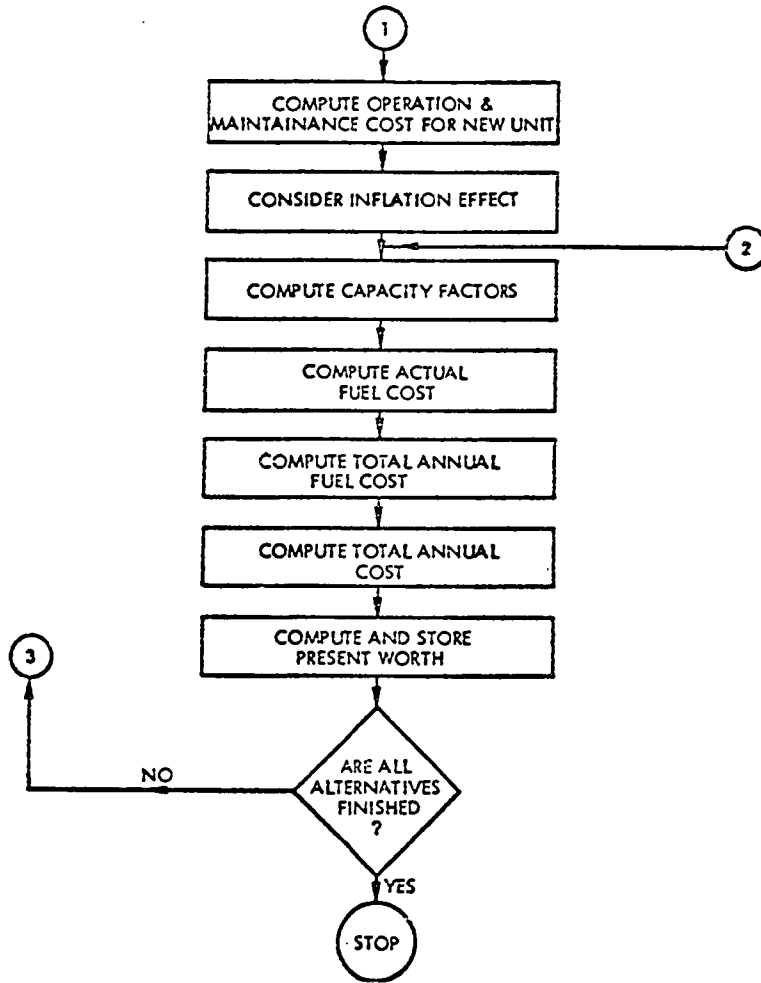 1
COMPUTE OPERATION &
MAINTAINANCE COST FOR NEW UNIT
CONSIDER INFLATION EFFECT
2
COMPUTE CAPACITY FACTORS
COMPUTE ACTUAL
FUEL COST
COMPUTE TOTAL ANNUAL
FUEL COST
COMPUTE TOTAL ANNUAL
COST
COMPUTE AND STORE
PRESENT WORTH
3
ARE ALL
ALTERNATIVES
FINISHED
?
NO
YES
STOP